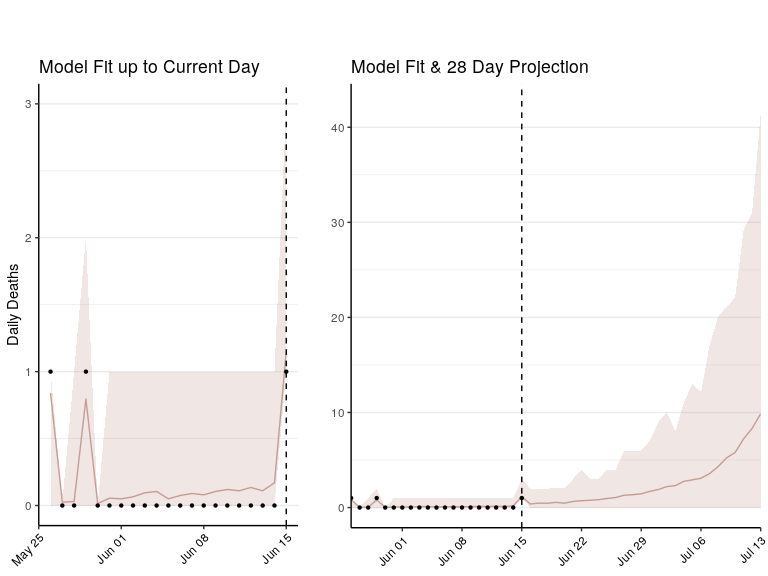 Model Fit up to Current Day
Model Fit & 28 Day Projection
Daily Deaths
3
2
1
0
May 25
Jun 01
Jun 08
Jun 15
40
30
20
10
0
Jun 01
Jun 08
Jun 15
Jun 22
Jun 29
Jul 06
Jul 13